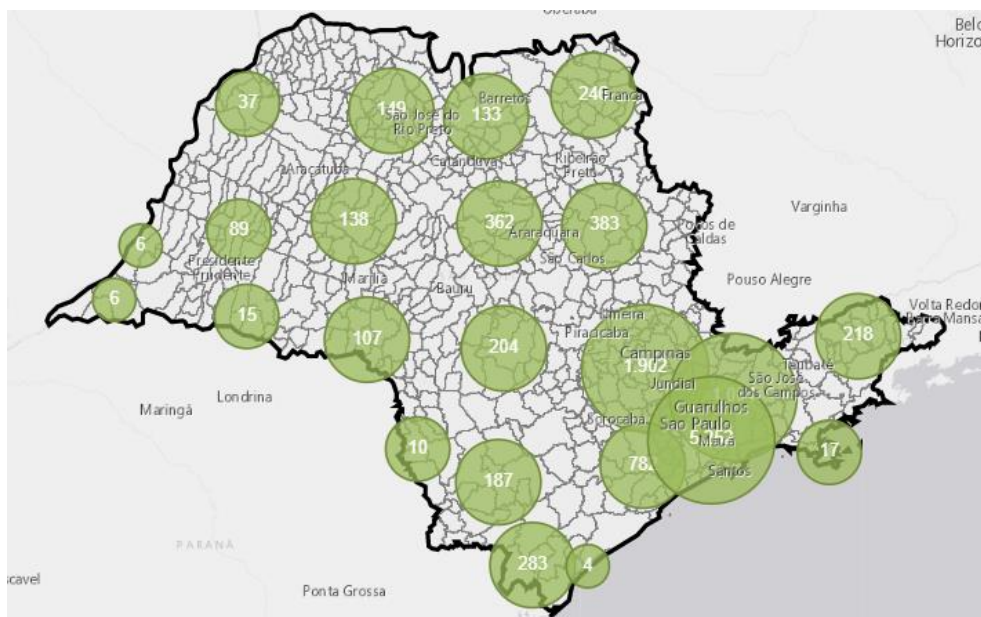 Belo
Horizo
37
149
São José do
Rio Preto
Barretos
133
Franca
Araçatuba
Catanduva
Ribeirão
Preto
138
362
Araraquara
383
São Carlos
Poços de
Caldas
Varginha
6
89
Presidente
Prudente
Marília
Bauru
Pouso Alegre
6
15
107
204
Limeira
Piracicaba
1.902
Campinas
Jundiaí
218
Volta Redon
Barra Mansa
Taubaté
São José
dos Campos
Maringá
Londrina
Guarulhos
Sorocaba
São Paulo
Mauá
10
187
Santos
17
PARANÁ
283
4
scavel
Ponta Grossa